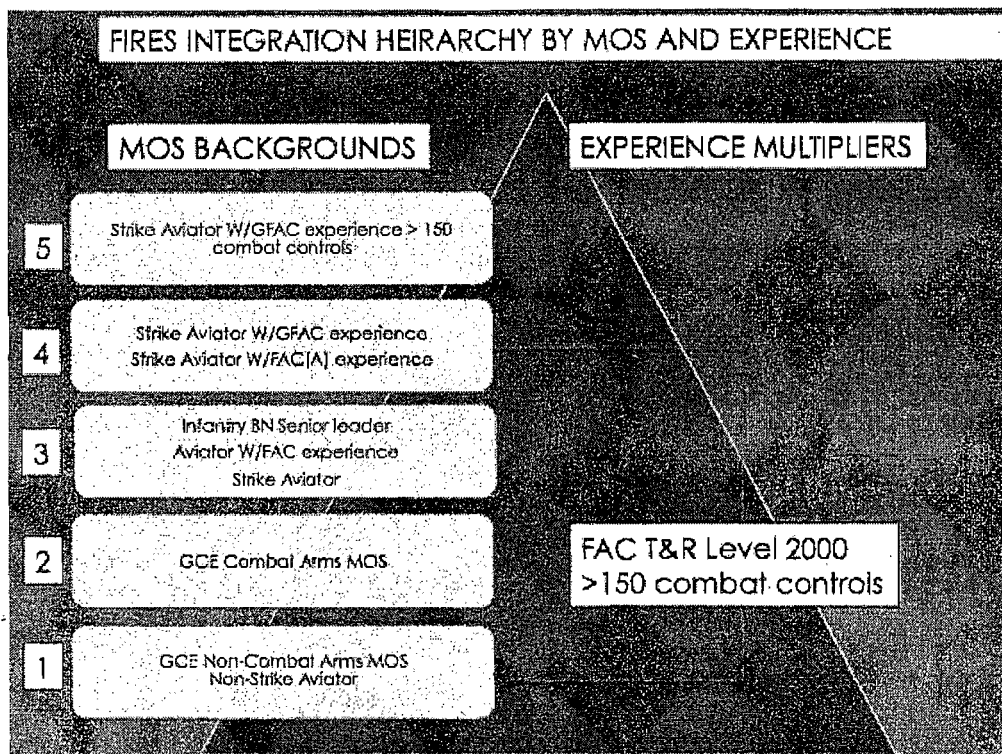 FIRES INTEGRATION HEIRARCHY BY MOS AND EXPERIENCE
MOS BACKGROUNDS
EXPERIENCE MULTIPLIERS
5
Strike Aviator W/GFAC experience > 150
combat controls
4
Strike Aviator W/GFAC experience
Strike Aviator W/FAC(A) experience
3
Infantry BN Senior leader
Aviator W/FAC experience
Strike Aviator
2
GCE Combat Arms MOS
FAC T&R Level 2000
>150 combat controls
1
GCE Non-Combat Arms MOS
Non-Strike Aviator